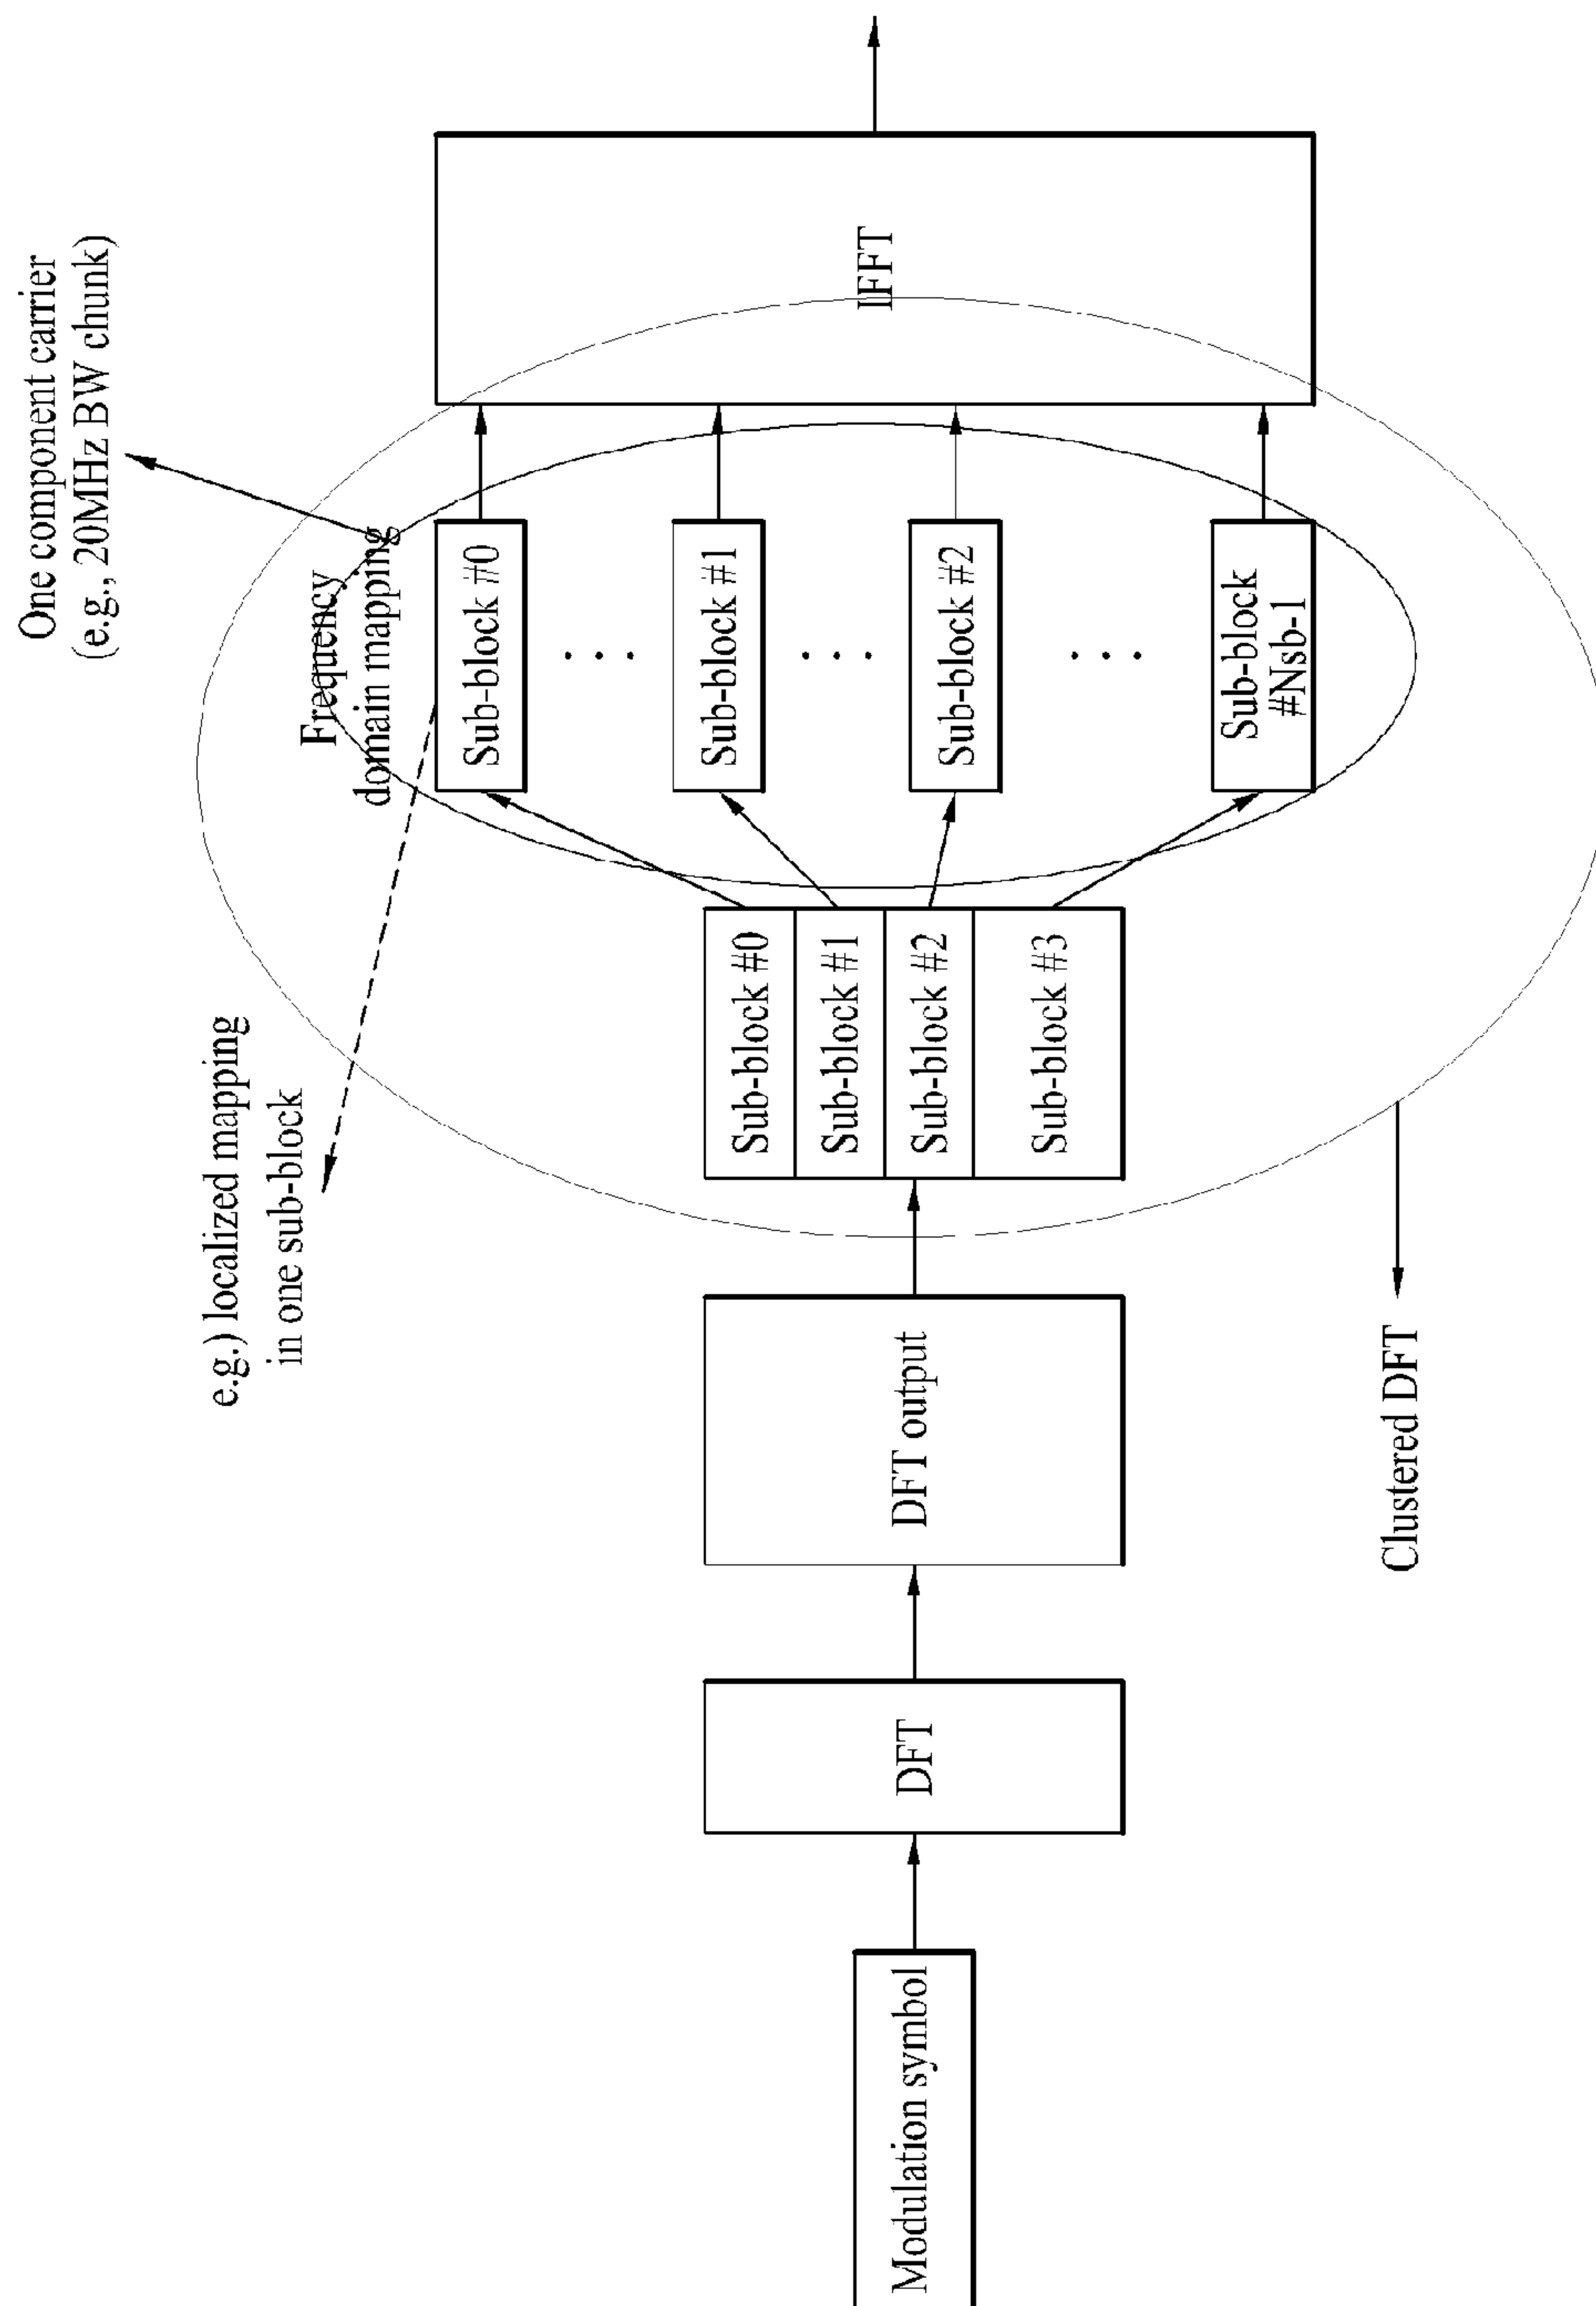 Modulation symbol
DFT
DFT output
Sub-block #0
Sub-block #1
Sub-block #2
Sub-block #3
e.g.) localized mapping
in one sub-block
Frequency
domain mapping
One component carrier
(e.g., 20MHz BW chunk)
Sub-block #0
Sub-block #1
Sub-block #2
Sub-block
#Nsb-1
IFFT
Clustered DFT